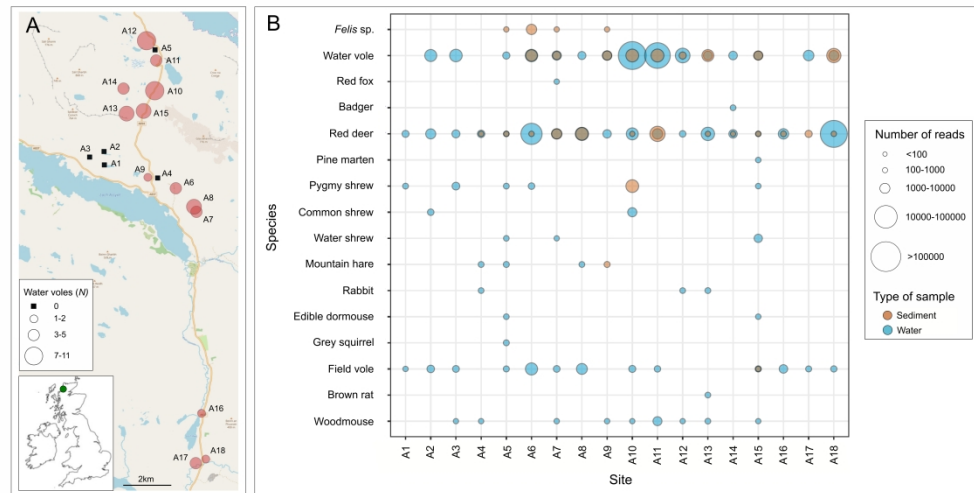 A
A12
A5
A11
A14
A10
A13
A15
A3
A2
A1
A9
A4
A6
A8
A7
Water voles (N)
0
1-2
3-5
7-11
A16
A17
A18
2km
B
Species
Felis sp.
Water vole
Red fox
Badger
Red deer
Pine marten
Pygmy shrew
Common shrew
Water shrew
Mountain hare
Rabbit
Edible dormouse
Grey squirrel
Field vole
Brown rat
Woodmouse
A1 A2 A3 A4 A5 A6 A7 A8 A9 A10 A11 A12 A13 A14 A15 A16 A17 A18
Site
Number of reads
<100
100-1000
1000-10000
10000-100000
>100000
Type of sample
Sediment
Water